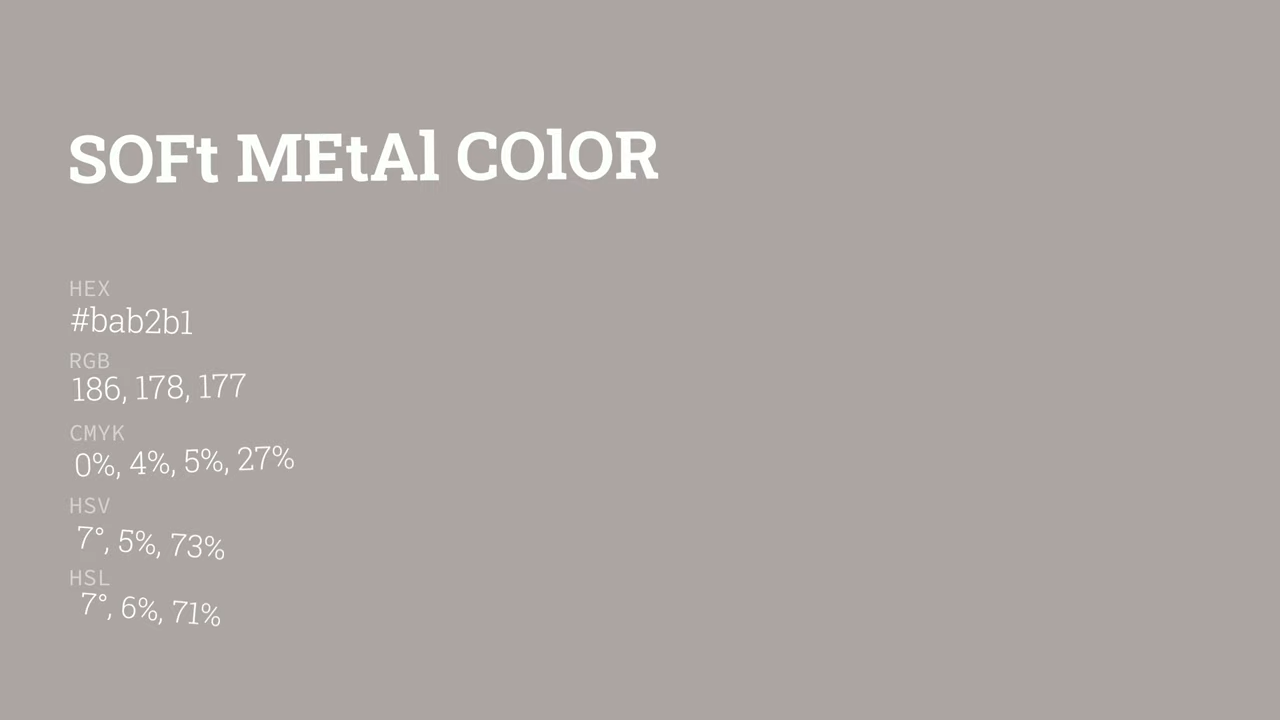 SOFt MEtAl COlOR
HEX
#bab2b1
RGB
186, 178, 177
CMYK
0%, 4%, 5%, 27%
HSV
7°, 5%, 73%
HSL
7°, 6%, 71%